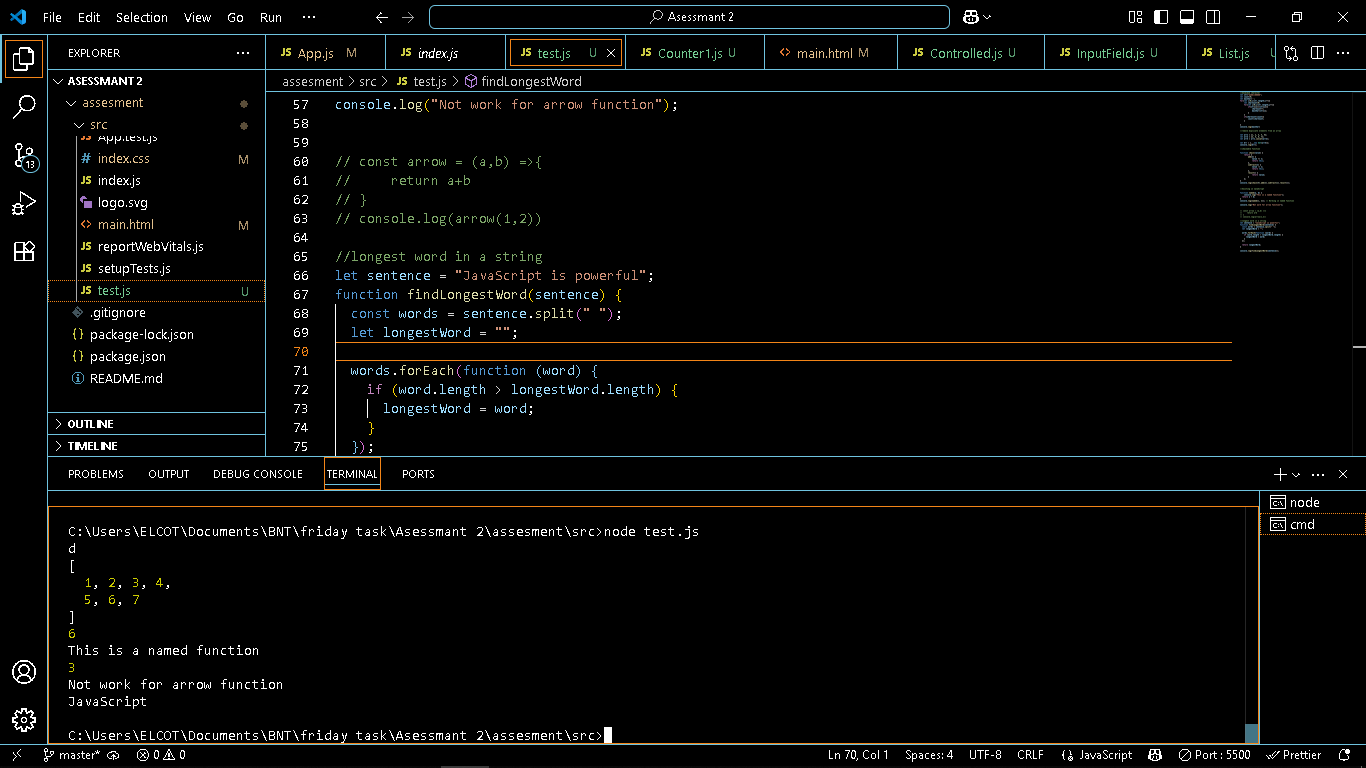 File Edit Selection View Go Run ··· Asessmant 2
EXPLORER ···
ASESSMANT 2
assesment
src
App.test.js
# index.css M
JS index.js
logo.svg
<> main.html M
JS reportWebVitals.js
JS setupTests.js
JS test.js U
.gitignore
{} package-lock.json
{} package.json
README.md
OUTLINE
TIMELINE
13
JS App.js M JS index.js JS test.js U JS Counter1.js U <> main.html M JS Controlled.js U JS InputField.js U JS List.js U ···
assesment > src > JS test.js > findLongestWord
57 console.log("Not work for arrow function");
58
59
60 // const arrow = (a,b) =>{
61 //     return a+b
62 // }
63 // console.log(arrow(1,2))
64
65 //longest word in a string
66 let sentence = "JavaScript is powerful";
67 function findLongestWord(sentence) {
68   const words = sentence.split(" ");
69   let longestWord = "";
70
71   words.forEach(function (word) {
72     if (word.length > longestWord.length) {
73       longestWord = word;
74     }
75   });
PROBLEMS OUTPUT DEBUG CONSOLE TERMINAL PORTS ···
C:\Users\ELCOT\Documents\BNT\friday task\Asessmant 2\assesment\src>node test.js
d
[
  1, 2, 3, 4,
  5, 6, 7
]
6
This is a named function
3
Not work for arrow function
JavaScript
C:\Users\ELCOT\Documents\BNT\friday task\Asessmant 2\assesment\src>
node
cmd
master* 0 0 Ln 70, Col 1 Spaces: 4 UTF-8 CRLF {} JavaScript Port : 5500 Prettier